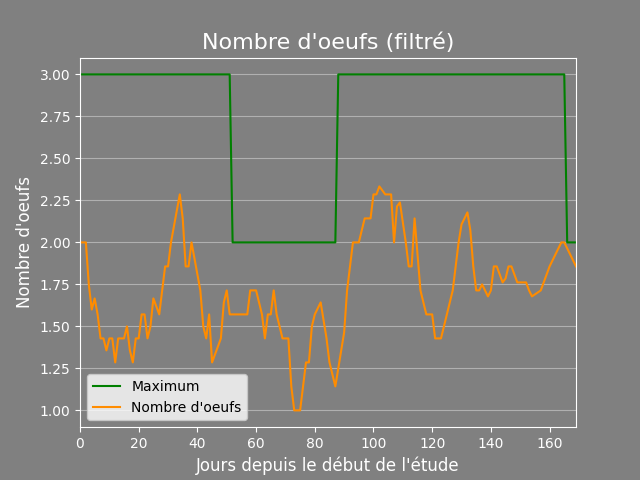 Nombre d'oeufs (filtré)
3.00
2.75
2.50
2.25
2.00
1.75
1.50
1.25
1.00
Nombre d'oeufs
Maximum
Nombre d'oeufs
0 20 40 60 80 100 120 140 160
Jours depuis le début de l'étude